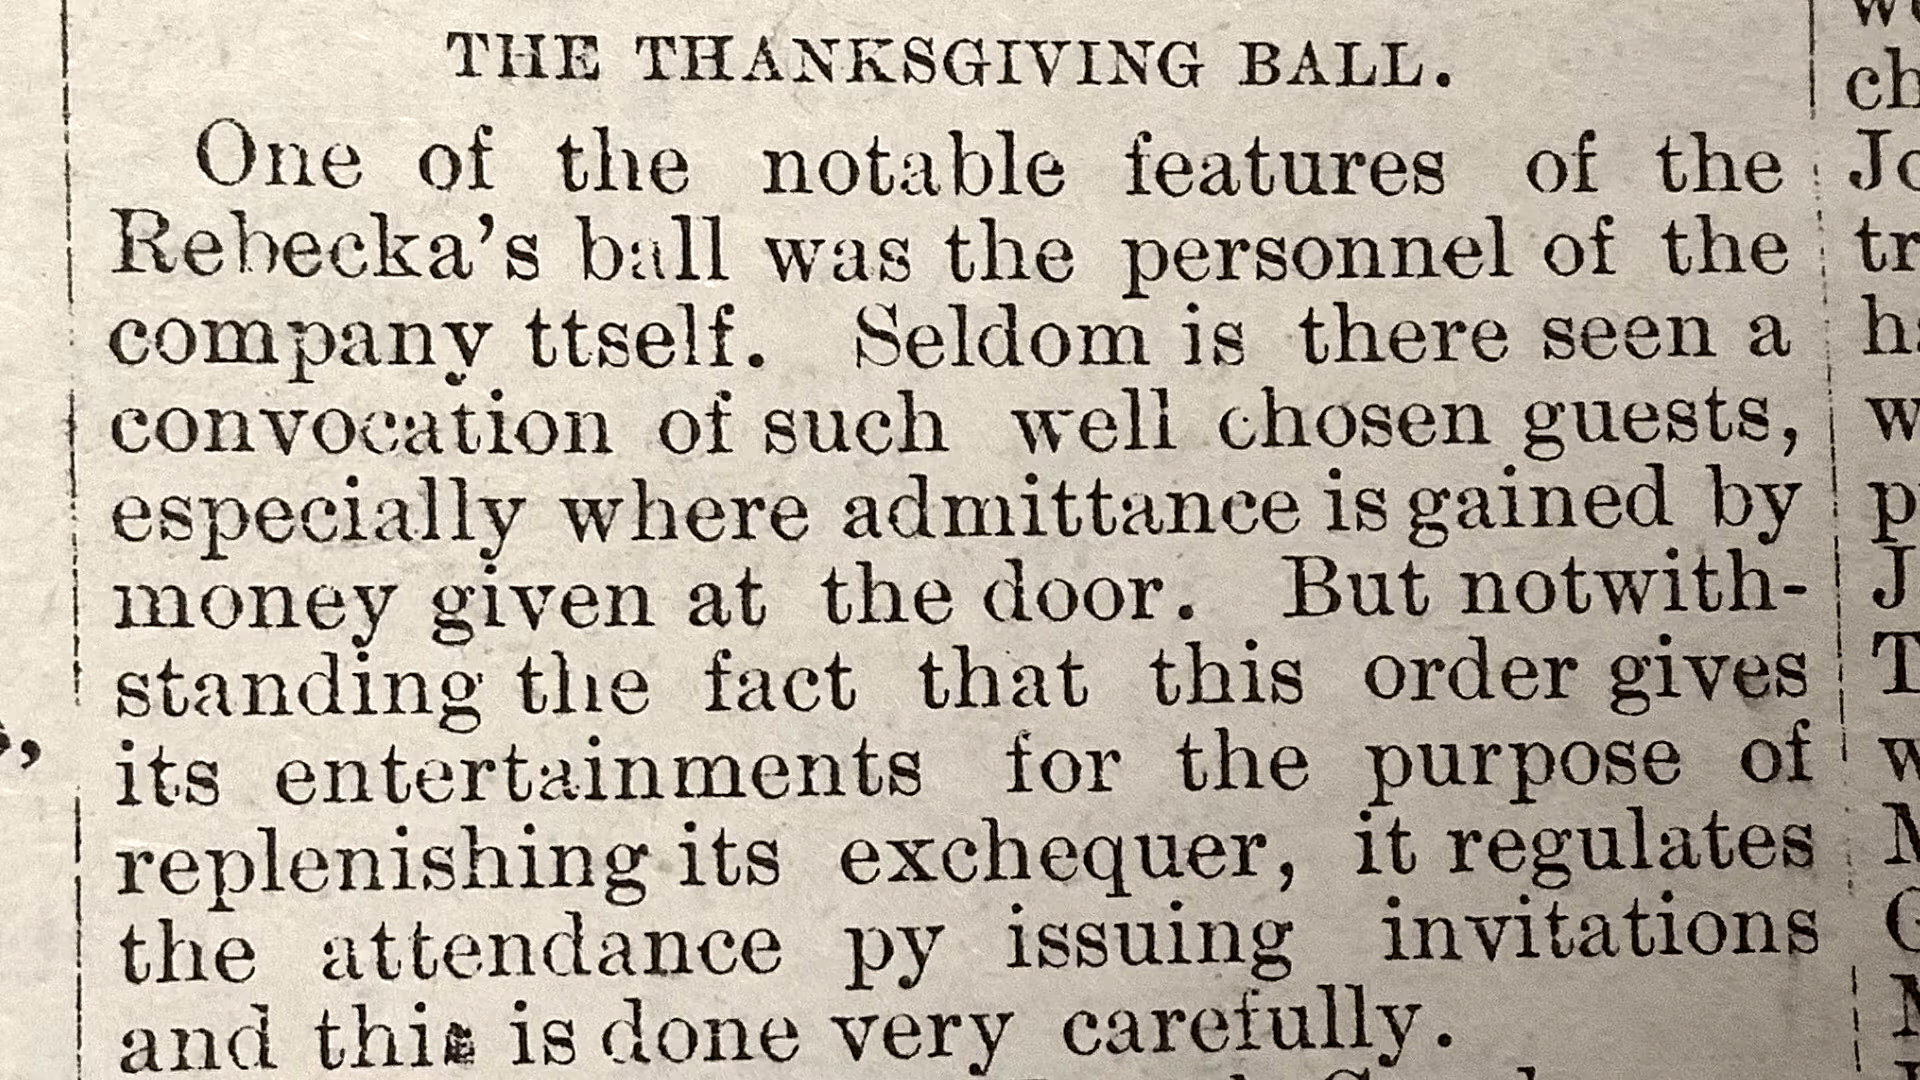 THE THANKSGIVING BALL.
One of the notable features of the
Rebecka's ball was the personnel of the
company ttself. Seldom is there seen a
convocation of such well chosen guests,
especially where admittance is gained by
money given at the door. But notwith-
standing the fact that this order gives
its entertainments for the purpose of
replenishing its exchequer, it regulates
the attendance py issuing invitations
and this is done very carefully.